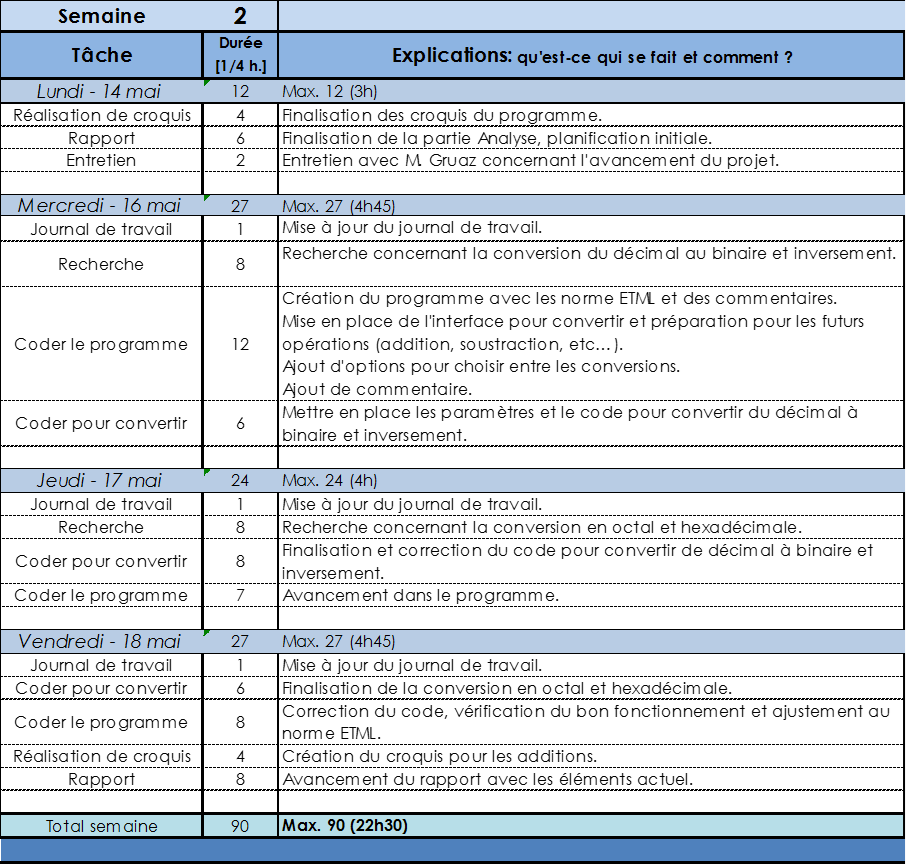 Semaine 2
Tâche Durée [1/4 h.] Explications: qu'est-ce qui se fait et comment ?
Lundi - 14 mai 12 Max. 12 (3h)
Réalisation de croquis 4 Finalisation des croquis du programme.
Rapport 6 Finalisation de la partie Analyse, planification initiale.
Entretien 2 Entretien avec M. Gruaz concernant l'avancement du projet.
Mercredi - 16 mai 27 Max. 27 (4h45)
Journal de travail 1 Mise à jour du journal de travail.
Recherche 8 Recherche concernant la conversion du décimal au binaire et inversement.
Coder le programme 12 Création du programme avec les norme ETML et des commentaires.
Mise en place de l'interface pour convertir et préparation pour les futurs
opérations (addition, soustraction, etc…).
Ajout d'options pour choisir entre les conversions.
Ajout de commentaire.
Coder pour convertir 6 Mettre en place les paramètres et le code pour convertir du décimal à
binaire et inversement.
Jeudi - 17 mai 24 Max. 24 (4h)
Journal de travail 1 Mise à jour du journal de travail.
Recherche 8 Recherche concernant la conversion en octal et hexadécimale.
Coder pour convertir 8 Finalisation et correction du code pour convertir de décimal à binaire et
inversement.
Coder le programme 7 Avancement dans le programme.
Vendredi - 18 mai 27 Max. 27 (4h45)
Journal de travail 1 Mise à jour du journal de travail.
Coder pour convertir 6 Finalisation de la conversion en octal et hexadécimale.
Coder le programme 8 Correction du code, vérification du bon fonctionnement et ajustement au
norme ETML.
Réalisation de croquis 4 Création du croquis pour les additions.
Rapport 8 Avancement du rapport avec les éléments actuel.
Total semaine 90 Max. 90 (22h30)